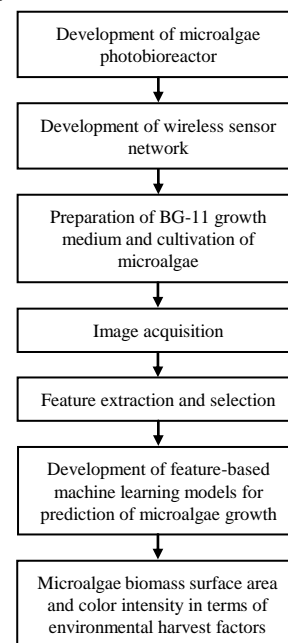 Development of microalgae
photobioreactor
Development of wireless sensor
network
Preparation of BG-11 growth
medium and cultivation of
microalgae
Image acquisition
Feature extraction and selection
Development of feature-based
machine learning models for
prediction of microalgae growth
Microalgae biomass surface area
and color intensity in terms of
environmental harvest factors